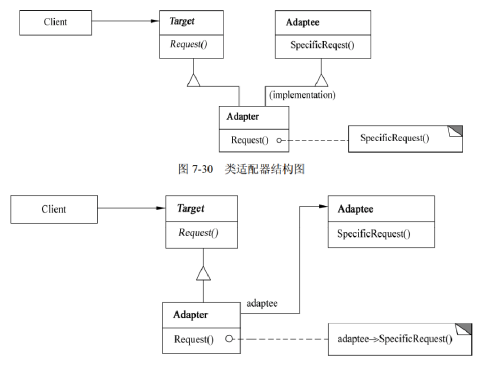 Client
Target
Request()
Adaptee
SpecificReqest()
(implementation)
Adapter
Request()
SpecificRequest()
图 7-30 类适配器结构图
Client
Target
Request()
Adaptee
SpecificRequest()
adaptee
Adapter
Request()
adaptee->SpecificRequest()